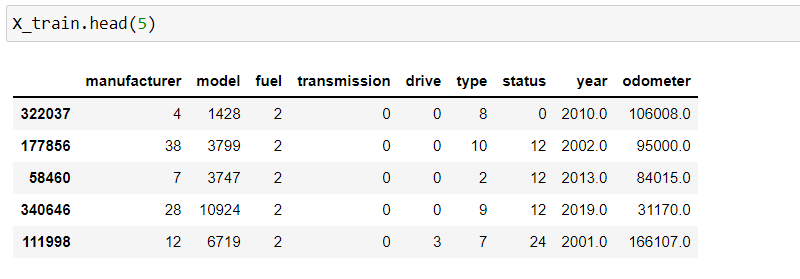 X_train.head(5)
manufacturer model fuel transmission drive type status year odometer
322037 4 1428 2 0 0 8 0 2010.0 106008.0
177856 38 3799 2 0 0 10 12 2002.0 95000.0
58460 7 3747 2 0 0 2 12 2013.0 84015.0
340646 28 10924 2 0 0 9 12 2019.0 31170.0
111998 12 6719 2 0 3 7 24 2001.0 166107.0